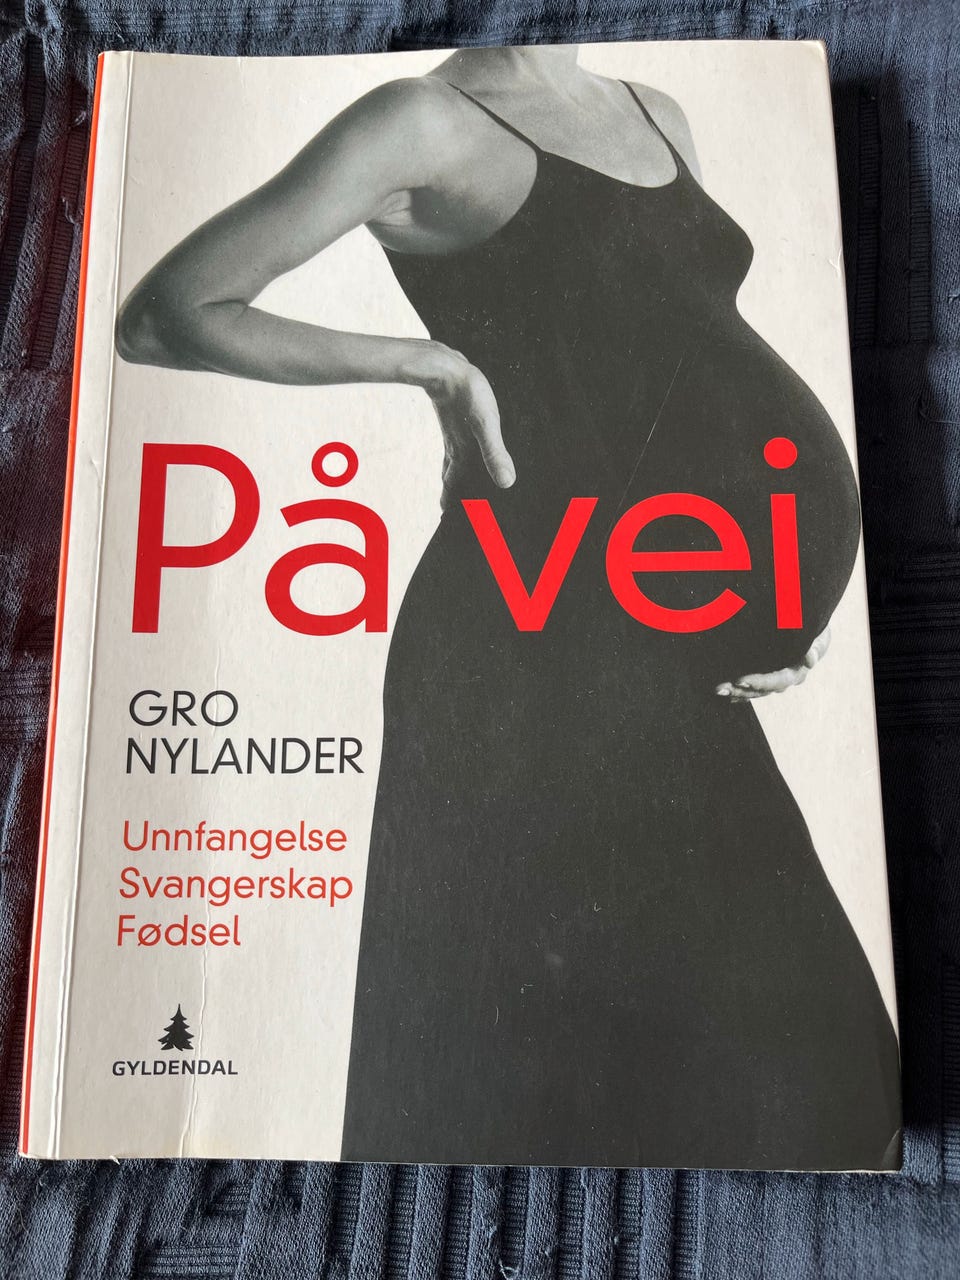 På vei
GRO
NYLANDER
Unnfangelse
Svangerskap
Fødsel
GYLDENDAL